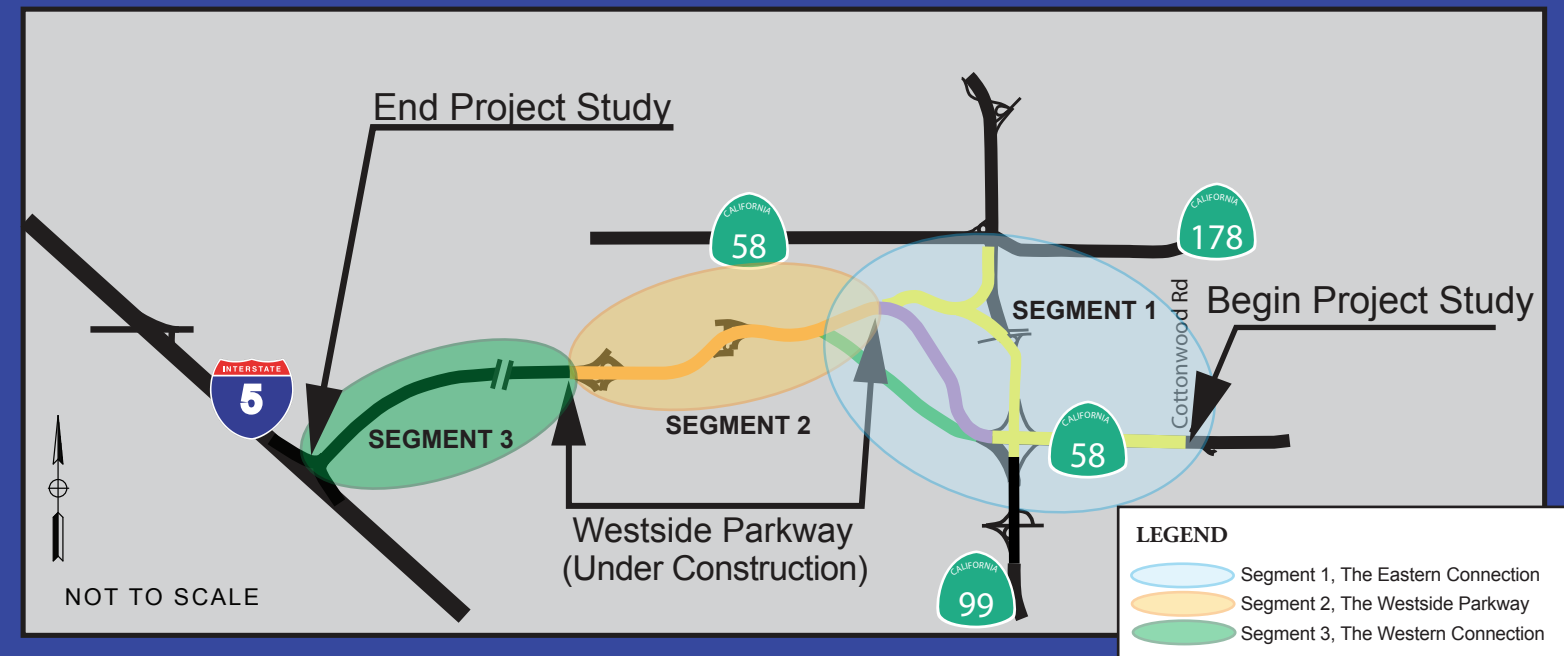 End Project Study
CALIFORNIA
58
CALIFORNIA
178
SEGMENT 1
Cottonwood Rd
Begin Project Study
INTERSTATE
5
SEGMENT 3
SEGMENT 2
CALIFORNIA
58
Westside Parkway
(Under Construction)
CALIFORNIA
99
NOT TO SCALE
LEGEND
Segment 1, The Eastern Connection
Segment 2, The Westside Parkway
Segment 3, The Western Connection